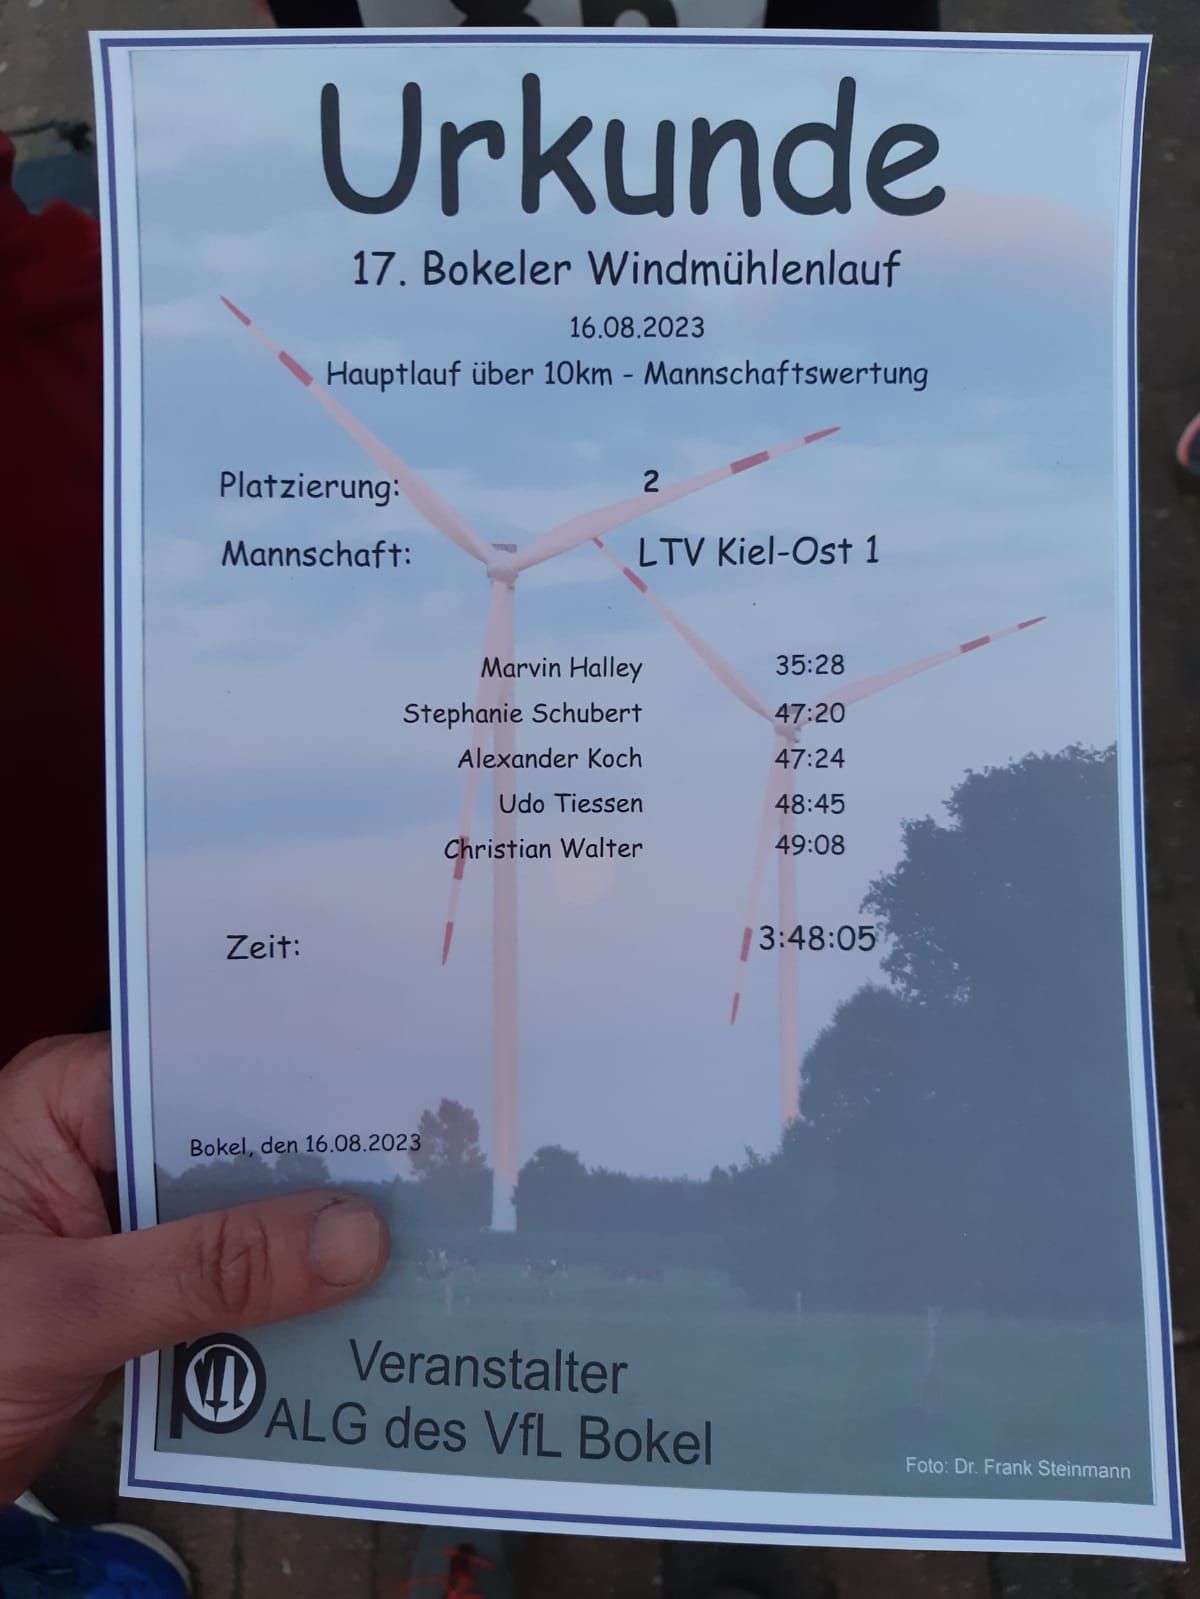 Urkunde
17. Bokeler Windmühlenlauf
16.08.2023
Hauptlauf über 10km - Mannschaftswertung
Platzierung: 2
Mannschaft: LTV Kiel-Ost 1
Marvin Halley 35:28
Stephanie Schubert 47:20
Alexander Koch 47:24
Udo Tiessen 48:45
Christian Walter 49:08
Zeit: 3:48:05
Bokel, den 16.08.2023
Veranstalter
ALG des VfL Bokel
Foto: Dr. Frank Steinmann